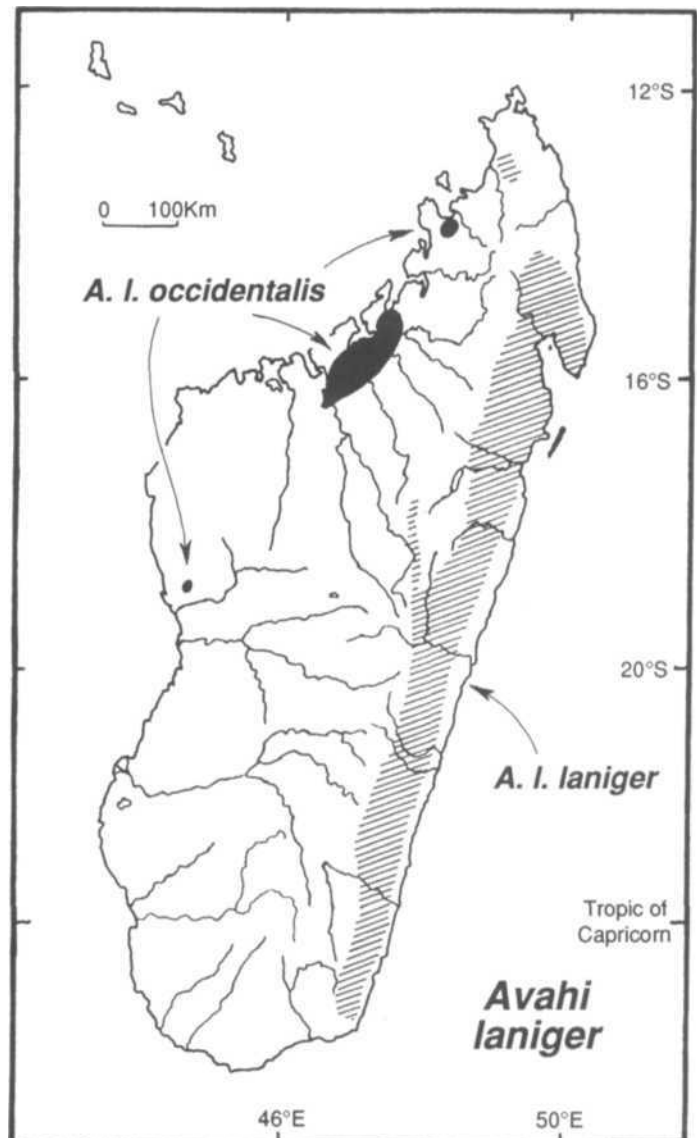 12°S
0 100Km
A. l. occidentalis
16°S
20°S
A. l. laniger
Tropic of
Capricorn
Avahi
laniger
46°E 50°E